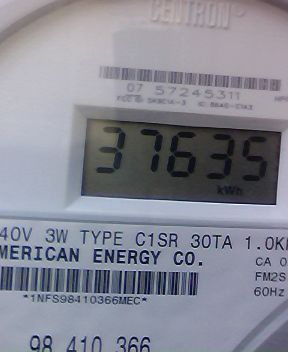 CENTRON®
07 57245311
37635
kWh
40V 3W TYPE C1SR 30TA 1.0K
MERICAN ENERGY CO.
CA 0
FM2S
*1NFS98410366MEC*
60Hz
98 410 366